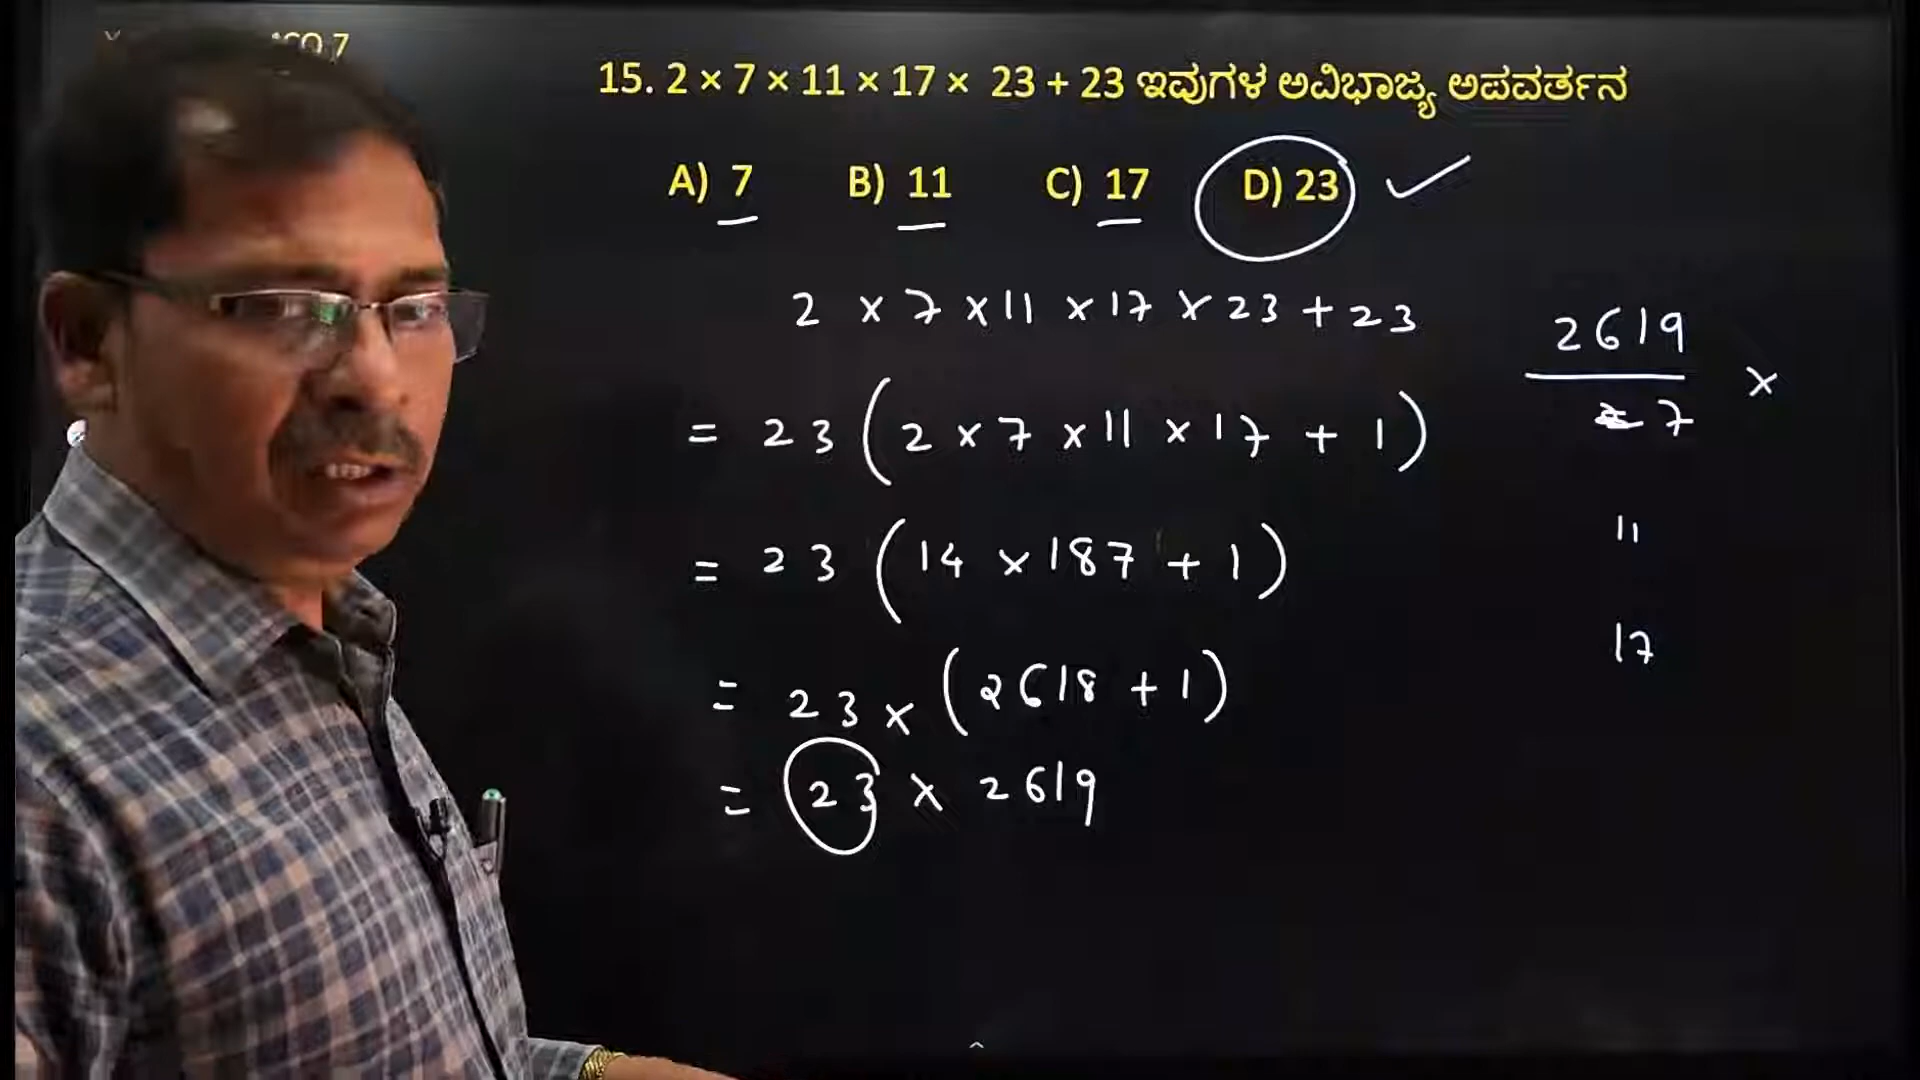 15. 2 × 7 × 11 × 17 × 23 + 23 ಇವುಗಳ ಅವಿಭಾಜ್ಯ ಅಪವರ್ತನ
A) 7 B) 11 C) 17 D) 23 ✓
2 × 7 × 11 × 17 × 23 + 23
= 23 (2 × 7 × 11 × 17 + 1)
= 23 (14 × 187 + 1)
= 23 × (2618 + 1)
= 23 × 2619
2619
7 ×
11
17